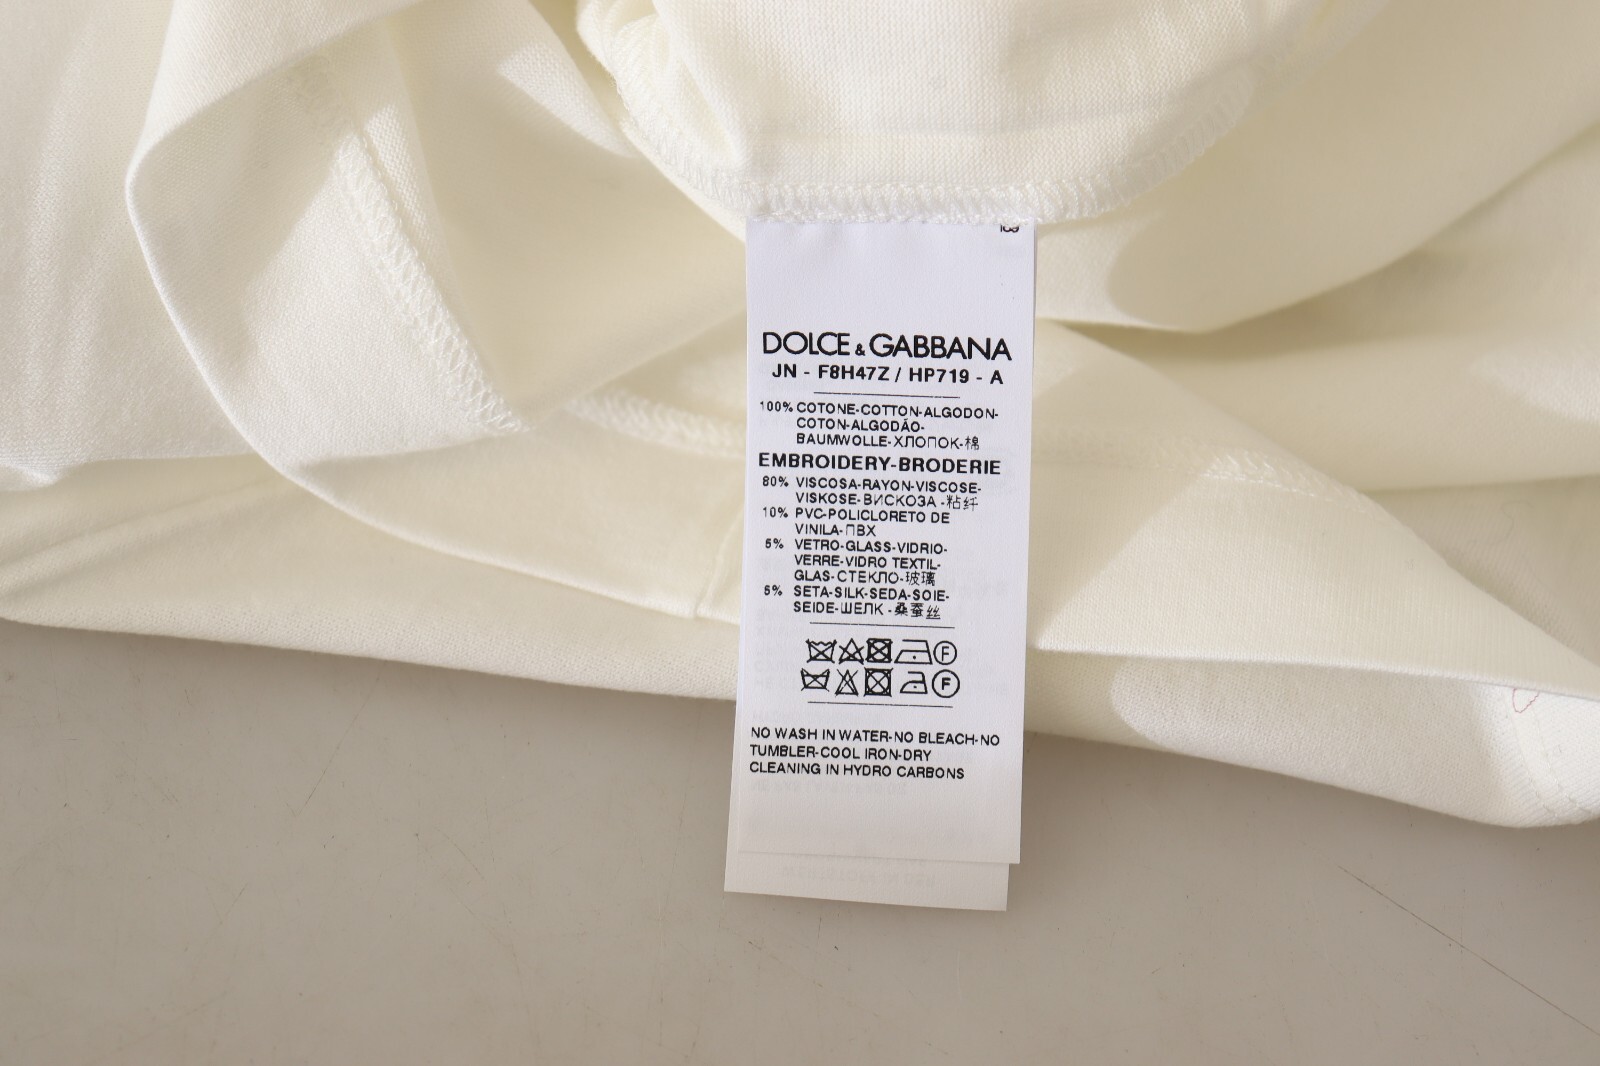 DOLCE & GABBANA
JN - F8H47Z / HP719 - A
100% COTONE-COTTON-ALGODON-
COTON-ALGODÃO-
BAUMWOLLE-ХЛОПОК-棉
EMBROIDERY-BRODERIE
80% VISCOSA-RAYON-VISCOSE-
VISKOSE-ВИСКОЗА -粘纤
10% PVC-POLICLORETO DE
VINILA-ПВХ
5% VETRO-GLASS-VIDRIO-
VERRE-VIDRO TEXTIL-
GLAS-СТЕКЛО-玻璃
5% SETA-SILK-SEDA-SOIE-
SEIDE-ШЕЛК -桑蚕丝
F
F
NO WASH IN WATER-NO BLEACH-NO
TUMBLER-COOL IRON-DRY
CLEANING IN HYDRO CARBONS